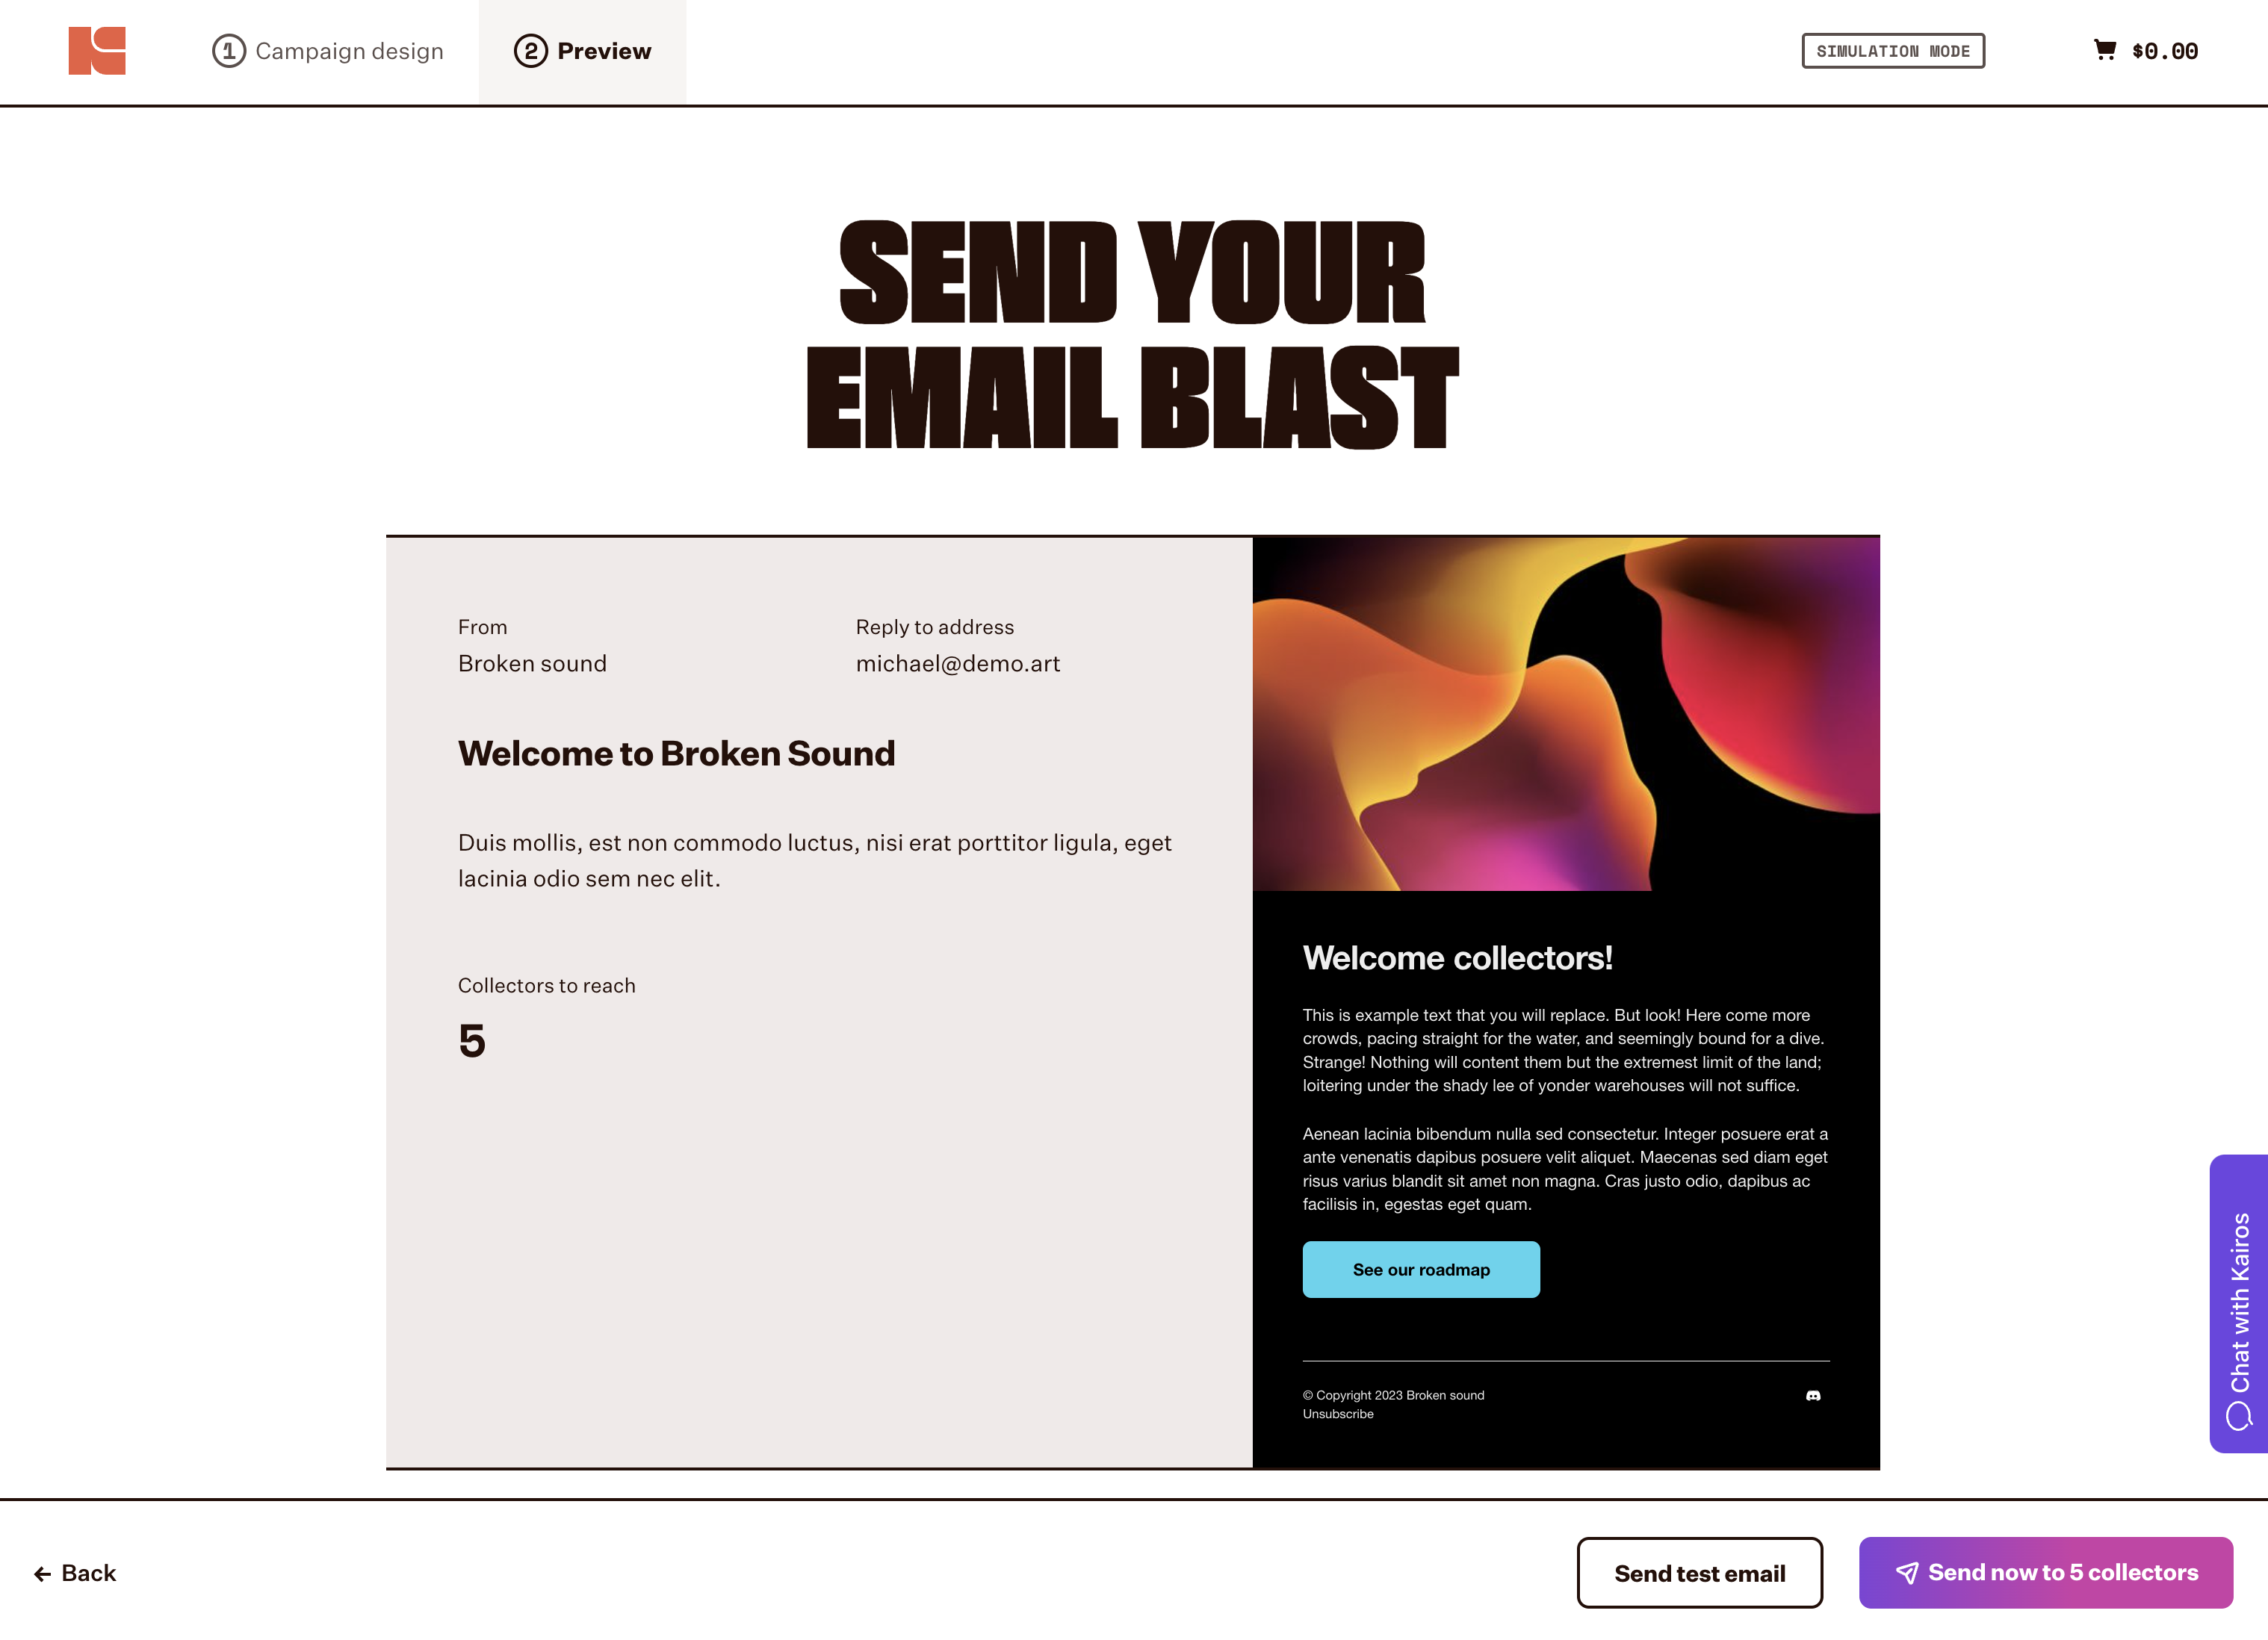 1 Campaign design
2 Preview
SIMULATION MODE
$0.00
SEND YOUR
EMAIL BLAST
From
Broken sound
Reply to address
michael@demo.art
Welcome to Broken Sound
Duis mollis, est non commodo luctus, nisi erat porttitor ligula, eget
lacinia odio sem nec elit.
Collectors to reach
5
Welcome collectors!
This is example text that you will replace. But look! Here come more
crowds, pacing straight for the water, and seemingly bound for a dive.
Strange! Nothing will content them but the extremest limit of the land;
loitering under the shady lee of yonder warehouses will not suffice.
Aenean lacinia bibendum nulla sed consectetur. Integer posuere erat a
ante venenatis dapibus posuere velit aliquet. Maecenas sed diam eget
risus varius blandit sit amet non magna. Cras justo odio, dapibus ac
facilisis in, egestas eget quam.
See our roadmap
© Copyright 2023 Broken sound
Unsubscribe
Chat with Kairos
Back
Send test email
Send now to 5 collectors